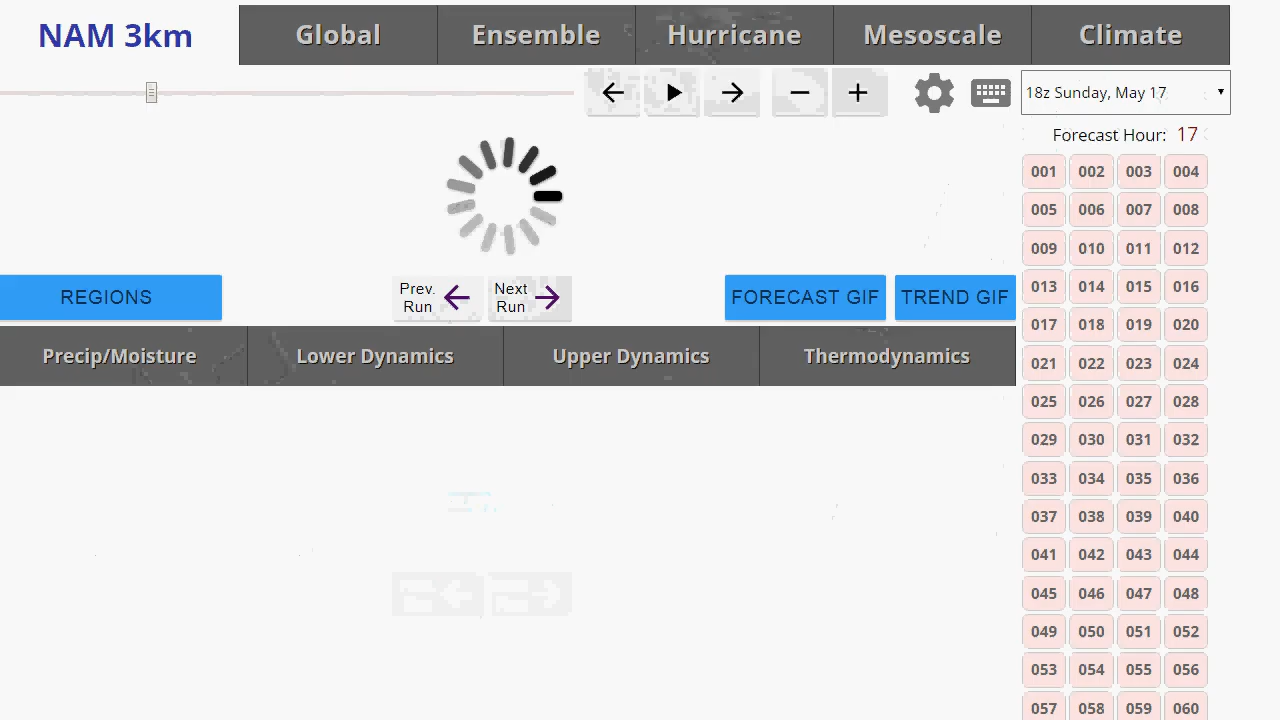 NAM 3km
Global Ensemble Hurricane Mesoscale Climate
18z Sunday, May 17
Forecast Hour: 17
001 002 003 004
005 006 007 008
009 010 011 012
013 014 015 016
017 018 019 020
021 022 023 024
025 026 027 028
029 030 031 032
033 034 035 036
037 038 039 040
041 042 043 044
045 046 047 048
049 050 051 052
053 054 055 056
057 058 059 060
REGIONS
Prev.
Run
Next
Run
FORECAST GIF
TREND GIF
Precip/Moisture Lower Dynamics Upper Dynamics Thermodynamics